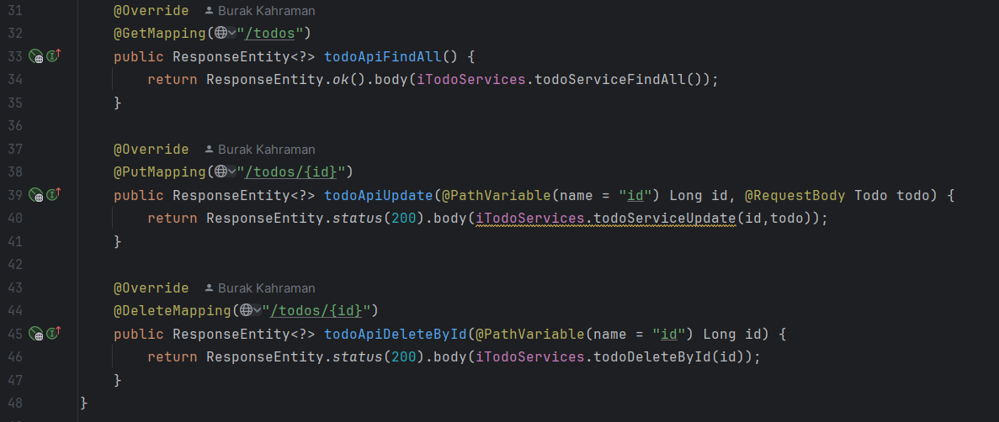 31 @Override Burak Kahraman
32 @GetMapping("/todos")
33 public ResponseEntity<?> todoApiFindAll() {
34 return ResponseEntity.ok().body(iTodoServices.todoServiceFindAll());
35 }
36
37 @Override Burak Kahraman
38 @PutMapping("/todos/{id}")
39 public ResponseEntity<?> todoApiUpdate(@PathVariable(name = "id") Long id, @RequestBody Todo todo) {
40 return ResponseEntity.status(200).body(iTodoServices.todoServiceUpdate(id,todo));
41 }
42
43 @Override Burak Kahraman
44 @DeleteMapping("/todos/{id}")
45 public ResponseEntity<?> todoApiDeleteById(@PathVariable(name = "id") Long id) {
46 return ResponseEntity.status(200).body(iTodoServices.todoDeleteById(id));
47 }
48 }